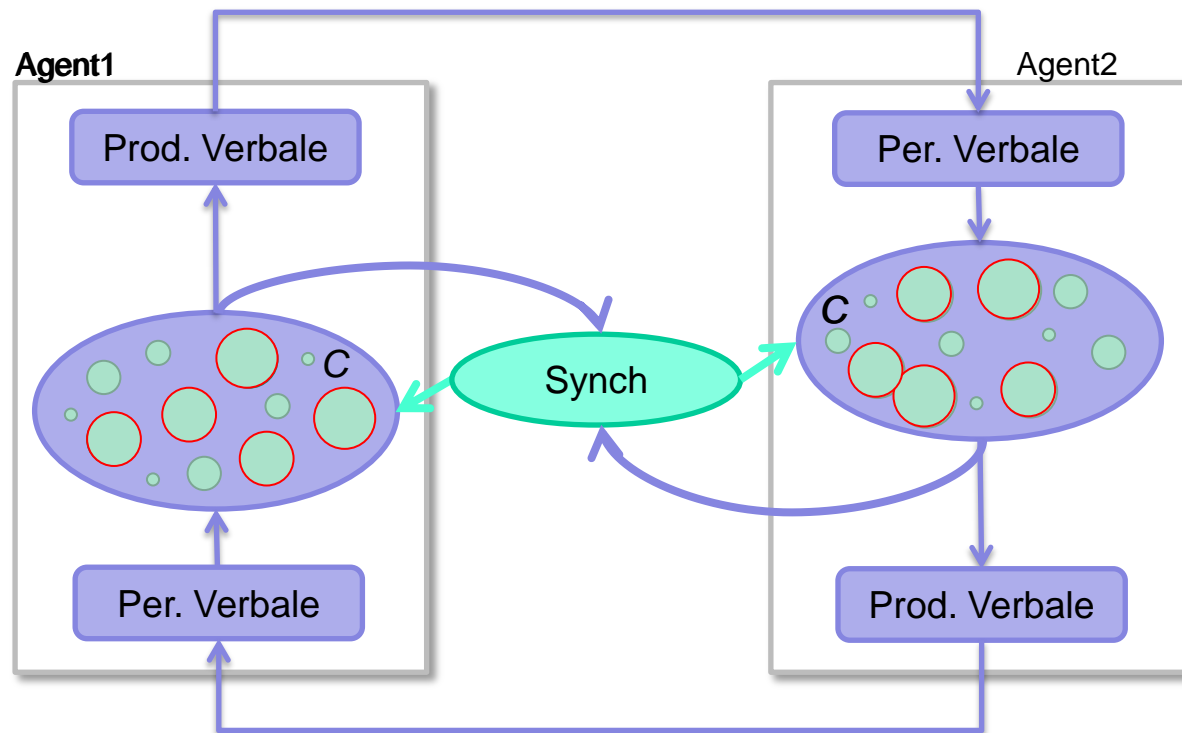 Agent1
Agent2
Prod. Verbale
Per. Verbale
C
C
Synch
Per. Verbale
Prod. Verbale